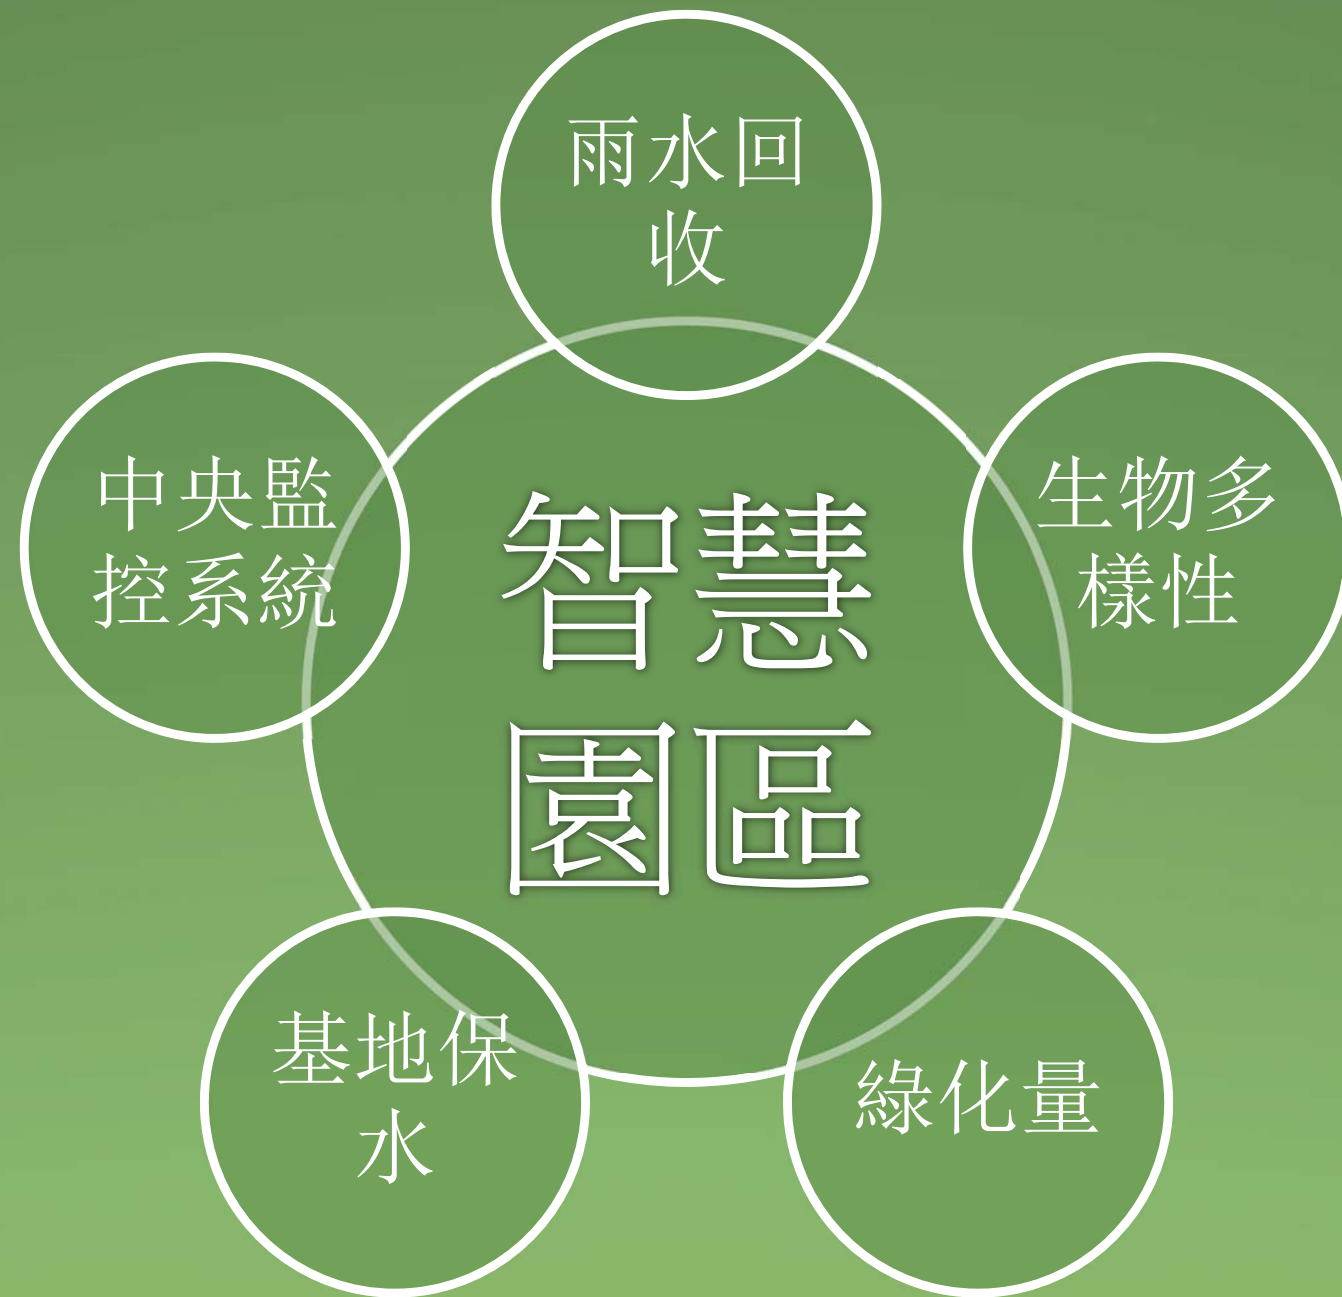 雨水回
收
中央監
控系統
智慧
園區
生物多
樣性
基地保
水
綠化量